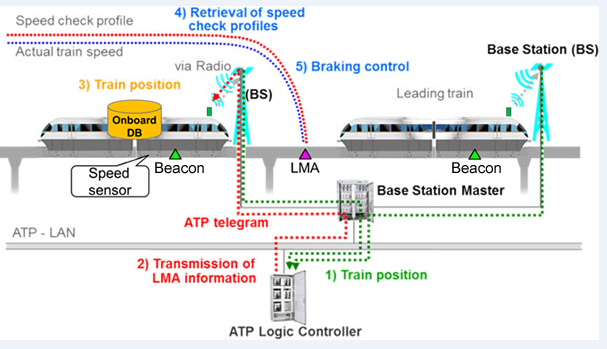 Speed check profile
4) Retrieval of speed
check profiles
Actual train speed
via Radio
5) Braking control
Base Station (BS)
3) Train position
(BS)
Leading train
Onboard
DB
Speed
sensor
Beacon
LMA
Beacon
Base Station Master
ATP telegram
ATP - LAN
2) Transmission of
LMA information
1) Train position
ATP Logic Controller